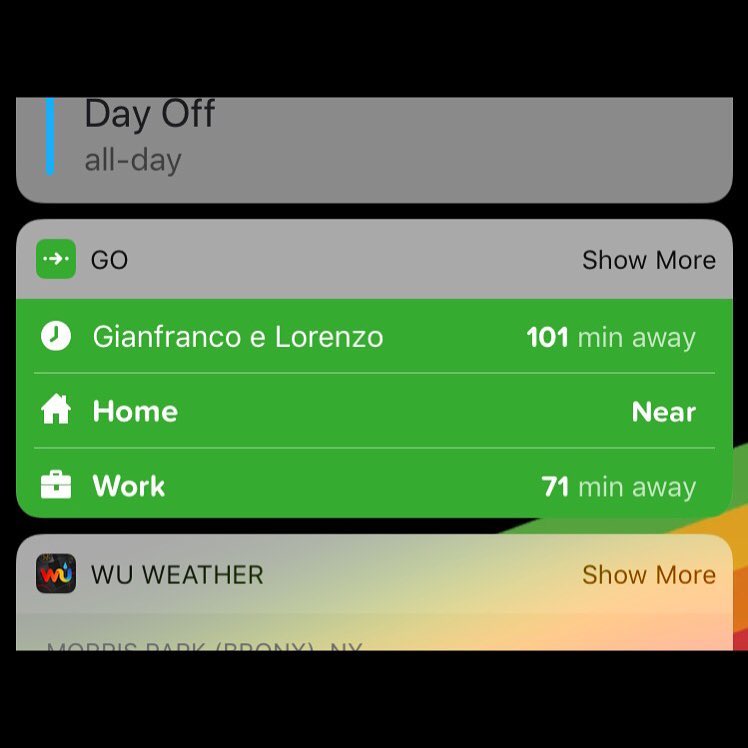 Day Off
all-day
GO Show More
Gianfranco e Lorenzo 101 min away
Home Near
Work 71 min away
WU WEATHER Show More
MORRIS PARK (BRONX), NY